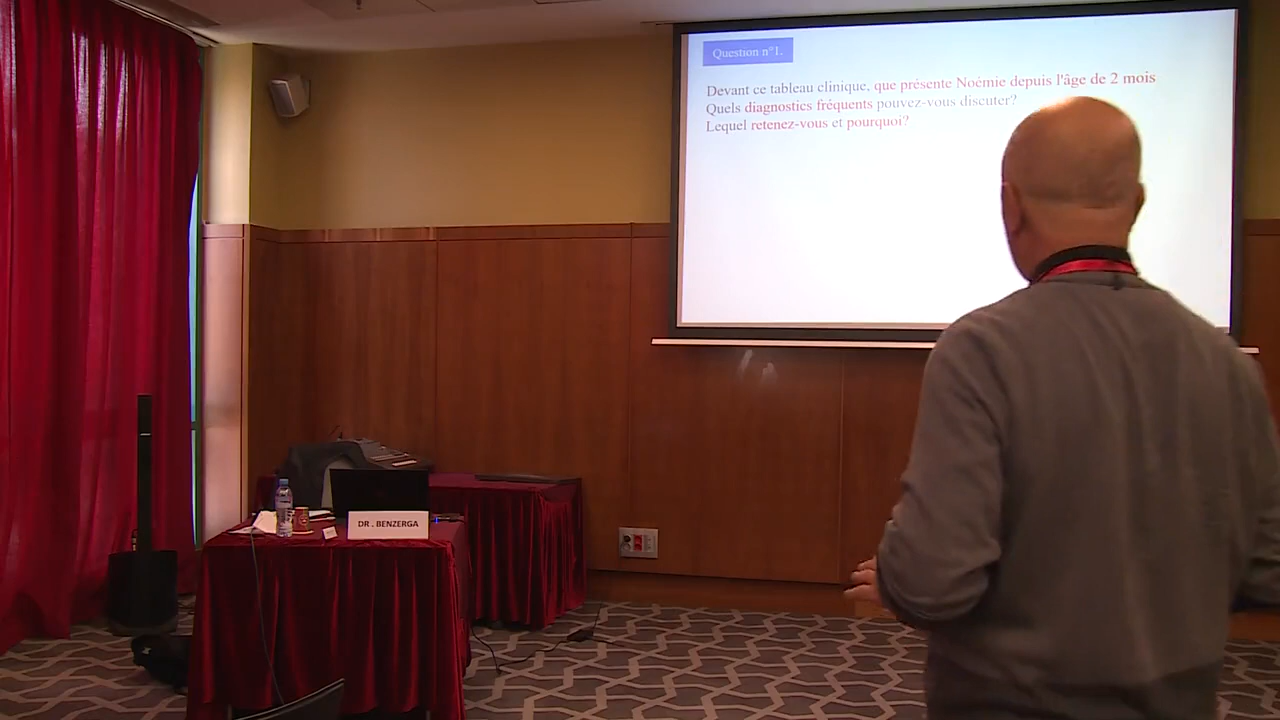 Question n°1.
Devant ce tableau clinique, que présente Noémie depuis l'âge de 2 mois
Quels diagnostics fréquents pouvez-vous discuter?
Lequel retenez-vous et pourquoi?
DR . BENZERGA